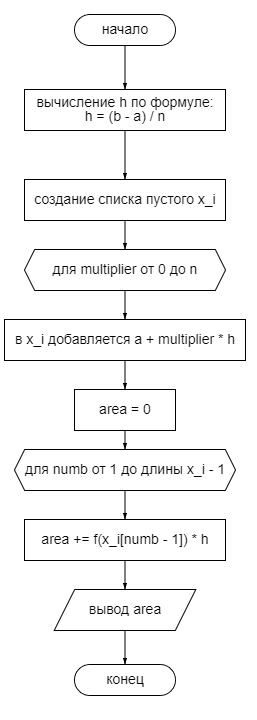 начало
вычисление h по формуле:
h = (b - a) / n
создание списка пустого x_i
для multiplier от 0 до n
в x_i добавляется a + multiplier * h
area = 0
для numb от 1 до длины x_i - 1
area += f(x_i[numb - 1]) * h
вывод area
конец